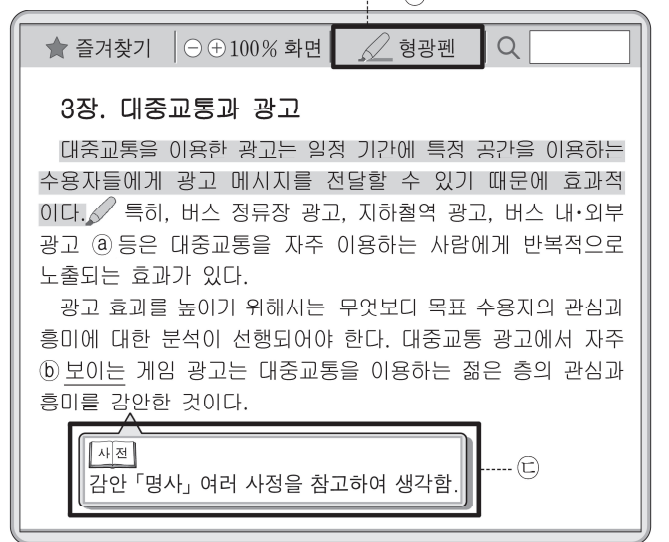 ★ 즐겨찾기 ⊖⊕100% 화면 형광펜
3장. 대중교통과 광고
대중교통을 이용한 광고는 일정 기간에 특정 공간을 이용하는
수용자들에게 광고 메시지를 전달할 수 있기 때문에 효과적
이다. 특히, 버스 정류장 광고, 지하철역 광고, 버스 내·외부
광고 ⓐ등은 대중교통을 자주 이용하는 사람에게 반복적으로
노출되는 효과가 있다.
광고 효과를 높이기 위해서는 무엇보다 목표 수용자의 관심과
흥미에 대한 분석이 선행되어야 한다. 대중교통 광고에서 자주
ⓑ보이는 게임 광고는 대중교통을 이용하는 젊은 층의 관심과
흥미를 감안한 것이다.
사전
감안「명사」여러 사정을 참고하여 생각함.
㉢